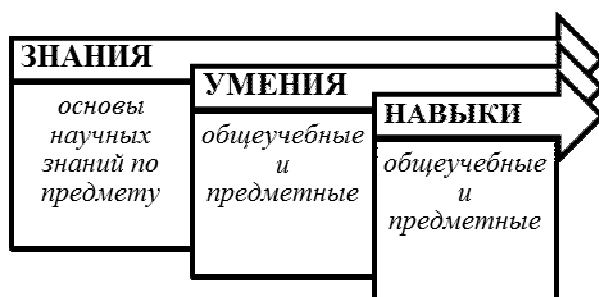 ЗНАНИЯ
основы
научных
знаний по
предмету
УМЕНИЯ
общеучебные
и
предметные
НАВЫКИ
общеучебные
и
предметные